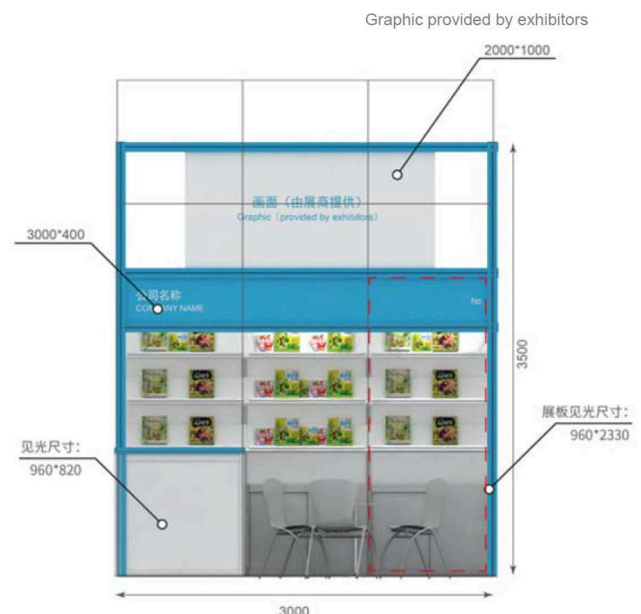 Graphic provided by exhibitors
2000*1000
画面（由展商提供）
Graphic（provided by exhibitors）
3000*400
公司名称
COMPANY NAME
No
3500
展板见光尺寸：
960*2330
见光尺寸：
960*820
3000